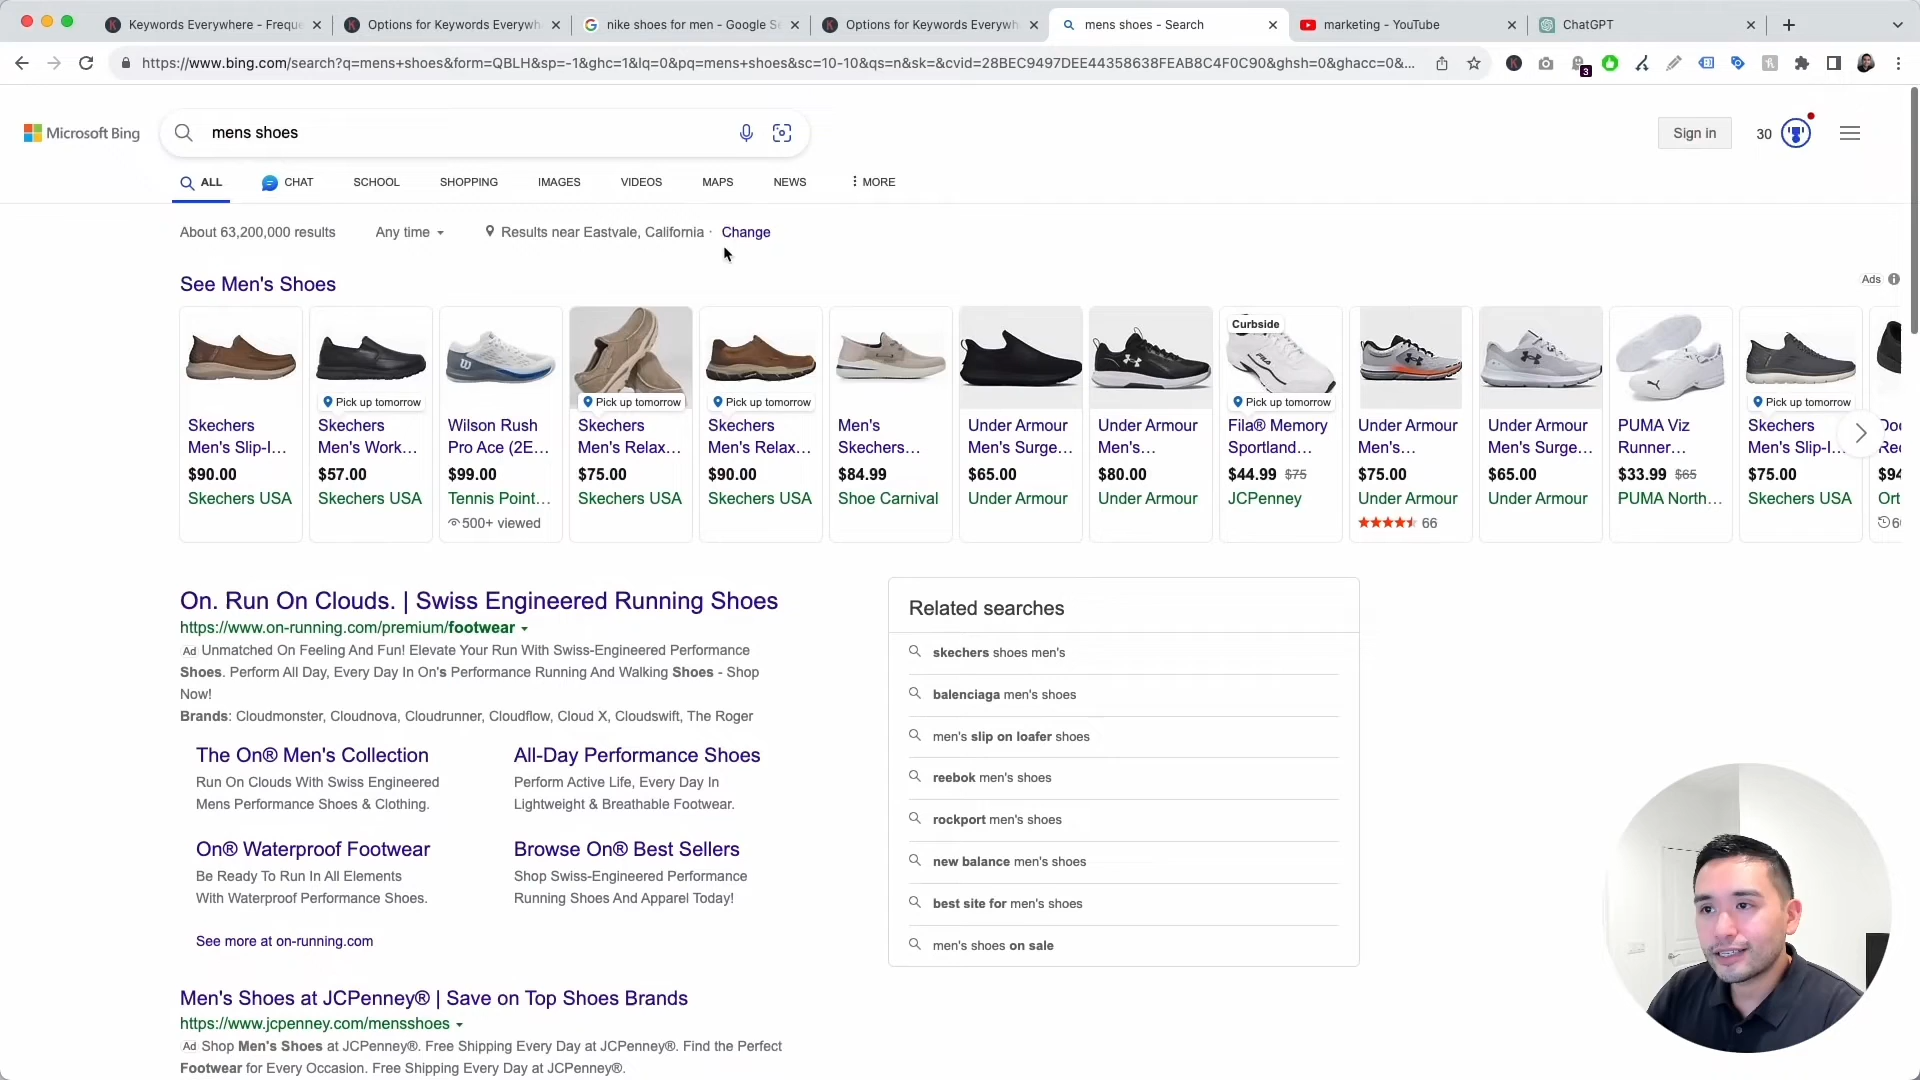 Keywords Everywhere - Freque
Options for Keywords Everywh
nike shoes for men - Google Se
Options for Keywords Everywh
mens shoes - Search
marketing - YouTube
ChatGPT
https://www.bing.com/search?q=mens+shoes&form=QBLH&sp=-1&ghc=1&lq=0&pq=mens+shoes&sc=10-10&qs=n&sk=&cvid=28BEC9497DEE44358638FEAB8C4F0C90&ghsh=0&ghacc=0&...
3
Microsoft Bing
mens shoes
Sign in
30
ALL
CHAT
SCHOOL
SHOPPING
IMAGES
VIDEOS
MAPS
NEWS
MORE
About 63,200,000 results
Any time
Results near Eastvale, California ·
Change
See Men's Shoes
Ads
Pick up tomorrow
Pick up tomorrow
Pick up tomorrow
Curbside
Pick up tomorrow
Pick up tomorrow
Skechers
Men's Slip-I...
$90.00
Skechers USA
Skechers
Men's Work...
$57.00
Skechers USA
Wilson Rush
Pro Ace (2E...
$99.00
Tennis Point...
500+ viewed
Skechers
Men's Relax...
$75.00
Skechers USA
Skechers
Men's Relax...
$90.00
Skechers USA
Men's
Skechers...
$84.99
Shoe Carnival
Under Armour
Men's Surge...
$65.00
Under Armour
Under Armour
Men's...
$80.00
Under Armour
Fila® Memory
Sportland...
$44.99 $75
JCPenney
Under Armour
Men's...
$75.00
Under Armour
66
Under Armour
Men's Surge...
$65.00
Under Armour
PUMA Viz
Runner...
$33.99 $65
PUMA North...
Skechers
Men's Slip-I...
$75.00
Skechers USA
$94
Ort
On. Run On Clouds. | Swiss Engineered Running Shoes
https://www.on-running.com/premium/footwear
Ad Unmatched On Feeling And Fun! Elevate Your Run With Swiss-Engineered Performance
Shoes. Perform All Day, Every Day In On's Performance Running And Walking Shoes - Shop
Now!
Brands: Cloudmonster, Cloudnova, Cloudrunner, Cloudflow, Cloud X, Cloudswift, The Roger
The On® Men's Collection
Run On Clouds With Swiss Engineered
Mens Performance Shoes & Clothing.
All-Day Performance Shoes
Perform Active Life, Every Day In
Lightweight & Breathable Footwear.
On® Waterproof Footwear
Be Ready To Run In All Elements
With Waterproof Performance Shoes.
Browse On® Best Sellers
Shop Swiss-Engineered Performance
Running Shoes And Apparel Today!
See more at on-running.com
Men's Shoes at JCPenney® | Save on Top Shoes Brands
https://www.jcpenney.com/mensshoes
Ad Shop Men's Shoes at JCPenney®. Free Shipping Every Day at JCPenney®. Find the Perfect
Footwear for Every Occasion. Free Shipping Every Day at JCPenney®.
Related searches
skechers shoes men's
balenciaga men's shoes
men's slip on loafer shoes
reebok men's shoes
rockport men's shoes
new balance men's shoes
best site for men's shoes
men's shoes on sale